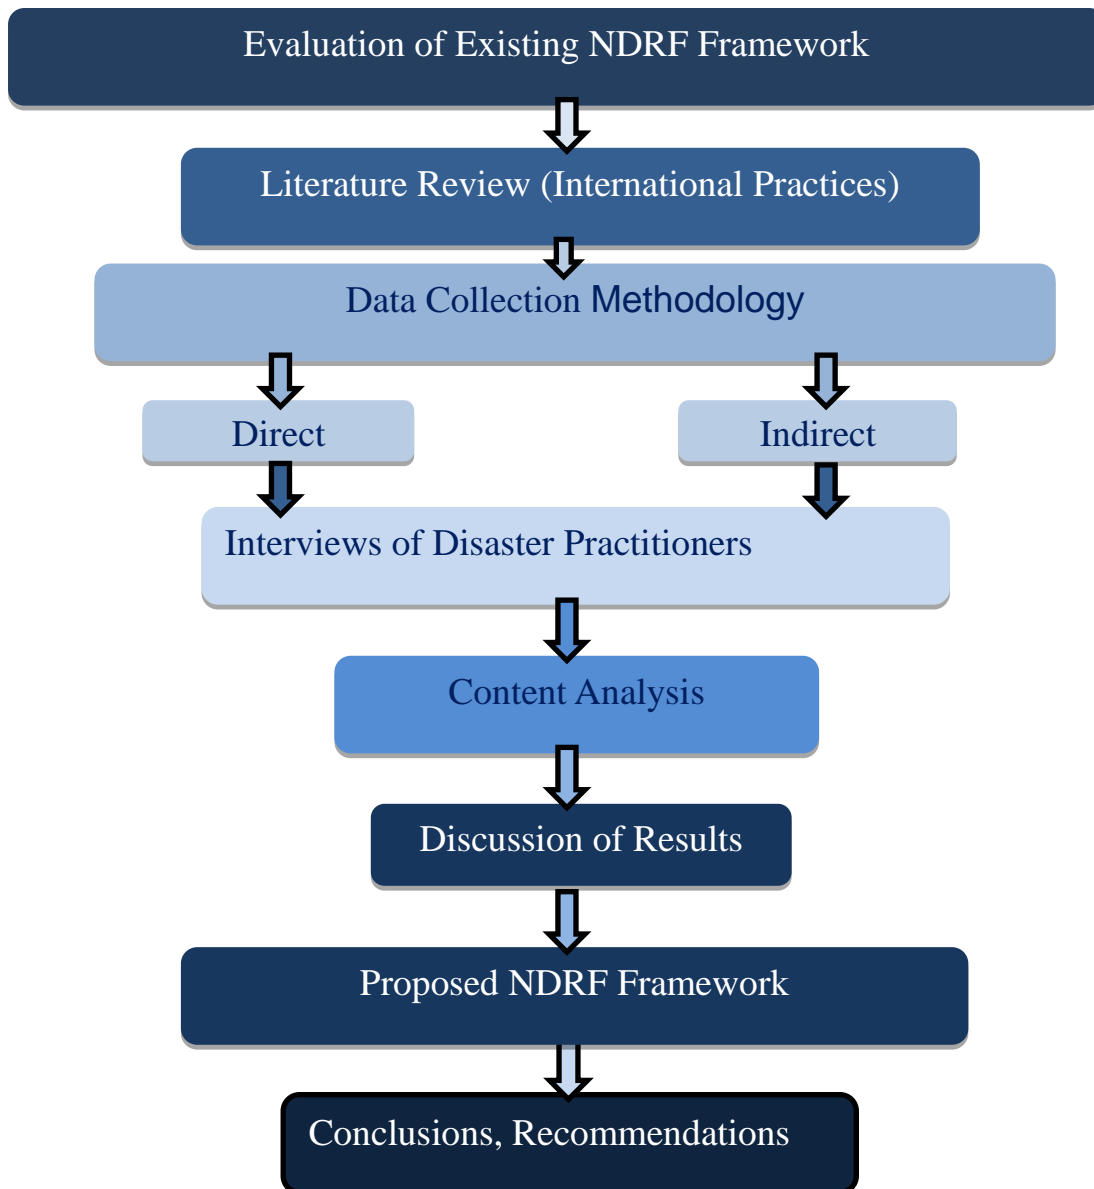 Evaluation of Existing NDRF Framework
Literature Review (International Practices)
Data Collection Methodology
Direct
Indirect
Interviews of Disaster Practitioners
Content Analysis
Discussion of Results
Proposed NDRF Framework
Conclusions, Recommendations